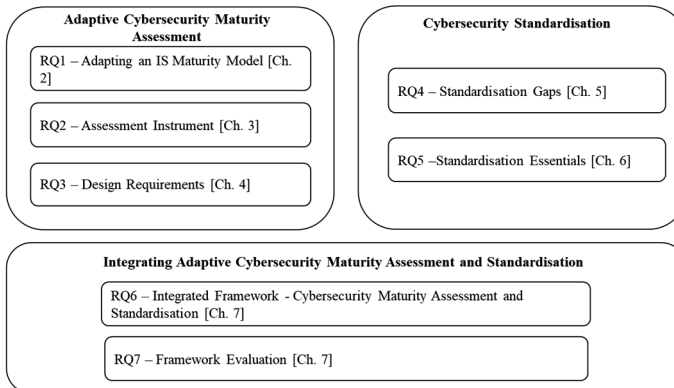 Adaptive Cybersecurity Maturity
Assessment
RQ1 – Adapting an IS Maturity Model [Ch.
2]
RQ2 – Assessment Instrument [Ch. 3]
RQ3 – Design Requirements [Ch. 4]
Cybersecurity Standardisation
RQ4 – Standardisation Gaps [Ch. 5]
RQ5 –Standardisation Essentials [Ch. 6]
Integrating Adaptive Cybersecurity Maturity Assessment and Standardisation
RQ6 – Integrated Framework - Cybersecurity Maturity Assessment and
Standardisation [Ch. 7]
RQ7 – Framework Evaluation [Ch. 7]